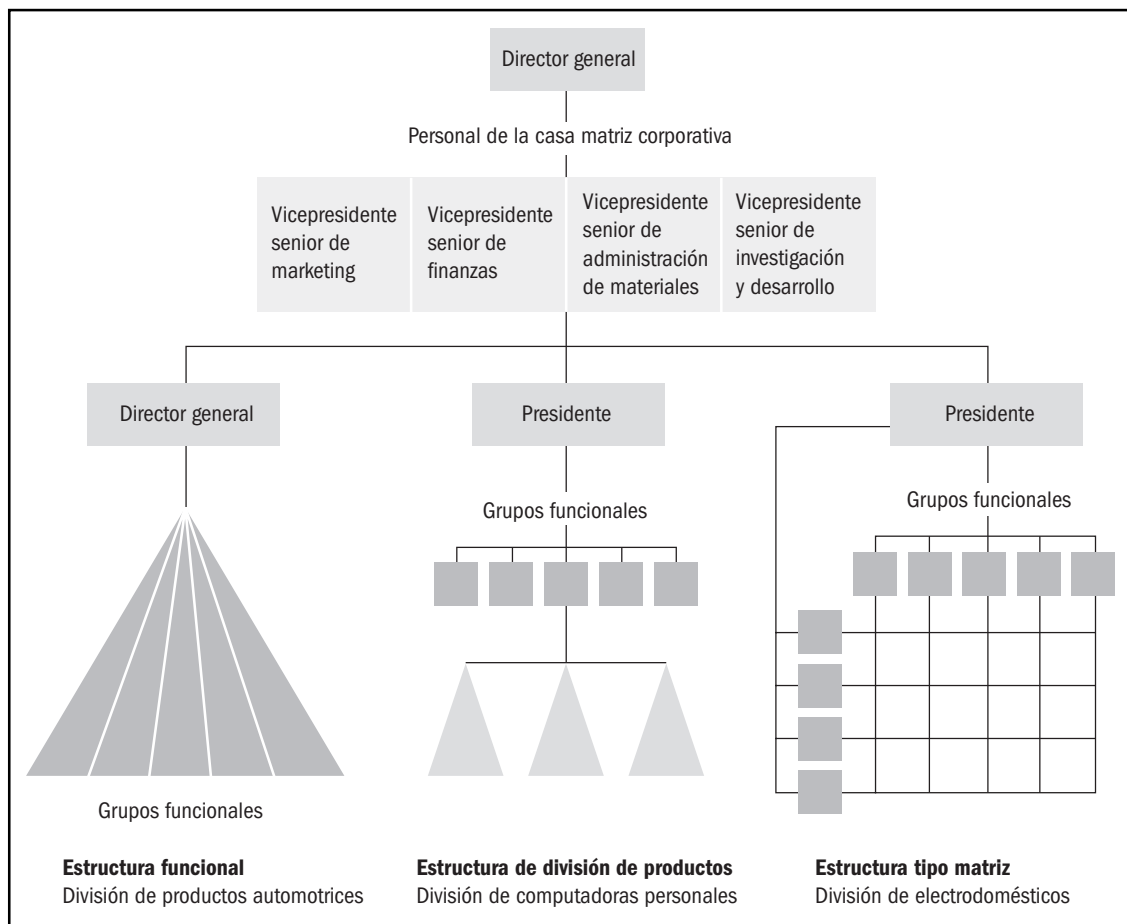 Director general
Personal de la casa matriz corporativa
Vicepresidente
senior de
marketing
Vicepresidente
senior de
finanzas
Vicepresidente
senior de
administración
de materiales
Vicepresidente
senior de
investigación
y desarrollo
Director general
Presidente
Presidente
Grupos funcionales
Grupos funcionales
Grupos funcionales
Estructura funcional
División de productos automotrices
Estructura de división de productos
División de computadoras personales
Estructura tipo matriz
División de electrodomésticos